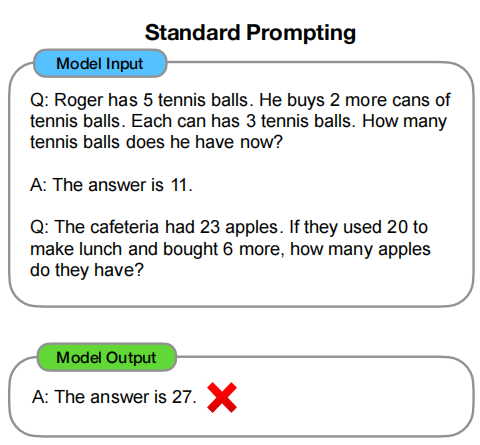 Standard Prompting
Model Input
Q: Roger has 5 tennis balls. He buys 2 more cans of
tennis balls. Each can has 3 tennis balls. How many
tennis balls does he have now?
A: The answer is 11.
Q: The cafeteria had 23 apples. If they used 20 to
make lunch and bought 6 more, how many apples
do they have?
Model Output
A: The answer is 27.